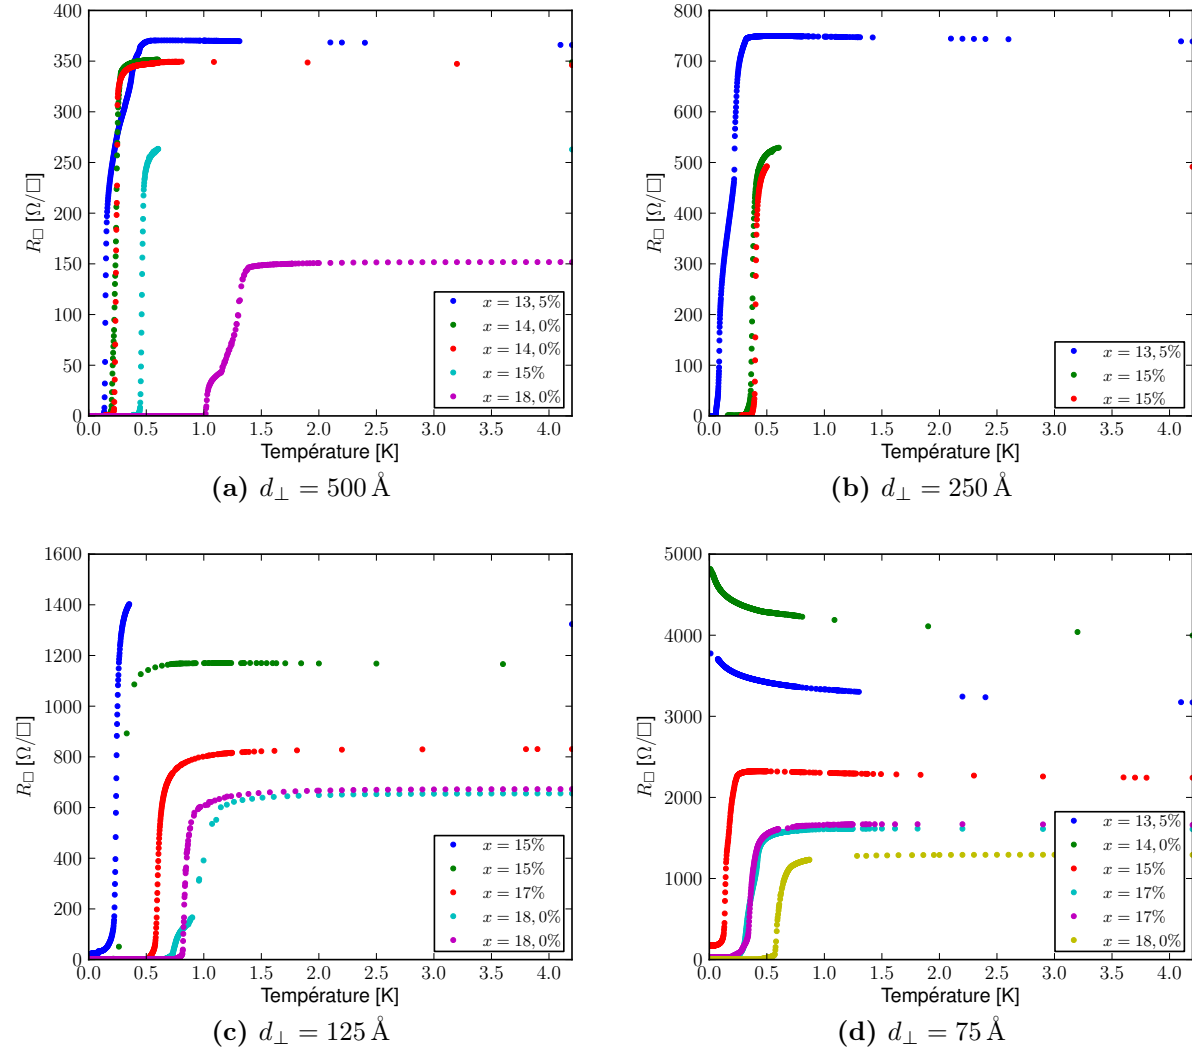 400
350
300
250
200
150
100
50
0
R□ [Ω/□]
0.0 0.5 1.0 1.5 2.0 2.5 3.0 3.5 4.0
Température [K]
x = 13,5%
x = 14,0%
x = 14,0%
x = 15%
x = 18,0%
(a) d⊥ = 500 Å
800
700
600
500
400
300
200
100
0
R□ [Ω/□]
0.0 0.5 1.0 1.5 2.0 2.5 3.0 3.5 4.0
Température [K]
x = 13,5%
x = 15%
x = 15%
(b) d⊥ = 250 Å
1600
1400
1200
1000
800
600
400
200
0
R□ [Ω/□]
0.0 0.5 1.0 1.5 2.0 2.5 3.0 3.5 4.0
Température [K]
x = 15%
x = 15%
x = 17%
x = 18,0%
x = 18,0%
(c) d⊥ = 125 Å
5000
4000
3000
2000
1000
0
R□ [Ω/□]
0.0 0.5 1.0 1.5 2.0 2.5 3.0 3.5 4.0
Température [K]
x = 13,5%
x = 14,0%
x = 15%
x = 17%
x = 17%
x = 18,0%
(d) d⊥ = 75 Å